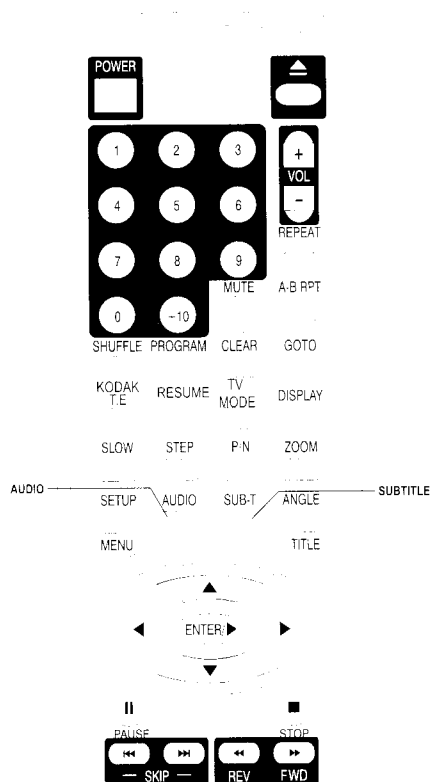 POWER
1 2 3
+
VOL
-
4 5 6
REPEAT
7 8 9
MUTE A-B RPT
0 -10
SHUFFLE PROGRAM CLEAR GOTO
KODAK T.E RESUME TV MODE DISPLAY
SLOW STEP P/N ZOOM
AUDIO SETUP AUDIO SUB-T ANGLE SUBTITLE
MENU TITLE
ENTER
PAUSE STOP
SKIP REV FWD